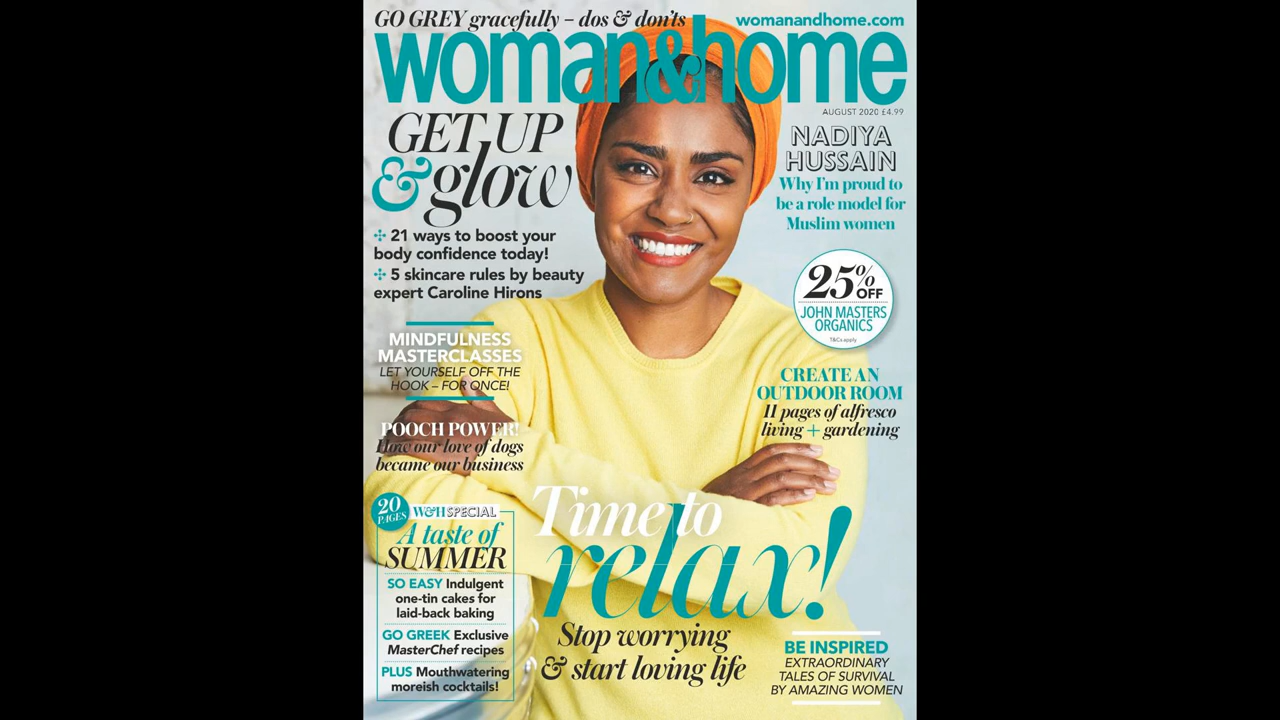 GO GREY gracefully – dos & don'ts
womanandhome.com
woman&home
AUGUST 2020 £4.99
GET UP
& glow
21 ways to boost your
body confidence today!
5 skincare rules by beauty
expert Caroline Hirons
NADIYA
HUSSAIN
Why I'm proud to
be a role model for
Muslim women
25% OFF
JOHN MASTERS
ORGANICS
T&Cs apply
MINDFULNESS
MASTERCLASSES
LET YOURSELF OFF THE
HOOK – FOR ONCE!
CREATE AN
OUTDOOR ROOM
11 pages of alfresco
living + gardening
POOCH POWER!
How our love of dogs
became our business
20
PAGES
W&H SPECIAL
A taste of
SUMMER
SO EASY Indulgent
one-tin cakes for
laid-back baking
GO GREEK Exclusive
MasterChef recipes
PLUS Mouthwatering
moreish cocktails!
Time to
relax!
Stop worrying
& start loving life
BE INSPIRED
EXTRAORDINARY
TALES OF SURVIVAL
BY AMAZING WOMEN